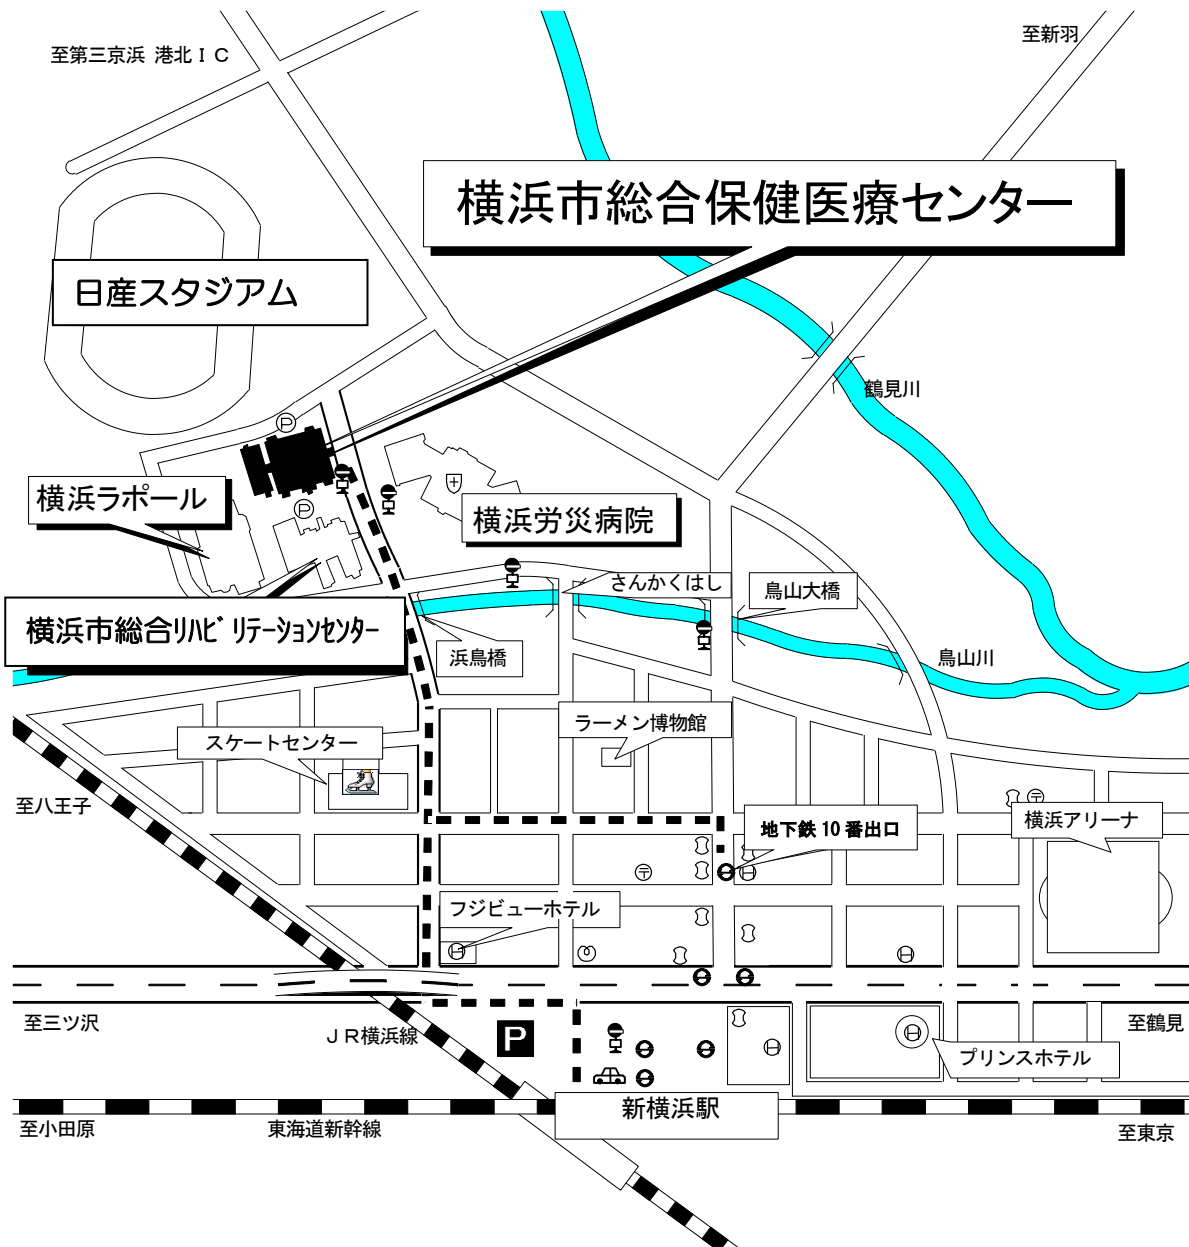 至新羽
至第三京浜 港北ＩＣ
横浜市総合保健医療センター
日産スタジアム
鶴見川
P
横浜ラポール
P
横浜労災病院
さんかくはし
鳥山大橋
横浜市総合ﾘﾊﾋﾞﾘﾃｰｼｮﾝｾﾝﾀｰ
浜鳥橋
鳥山川
ラーメン博物館
スケートセンター
至八王子
横浜アリーナ
地下鉄10番出口
フジビューホテル
至三ツ沢
ＪＲ横浜線
P
至鶴見
プリンスホテル
新横浜駅
至小田原
東海道新幹線
至東京